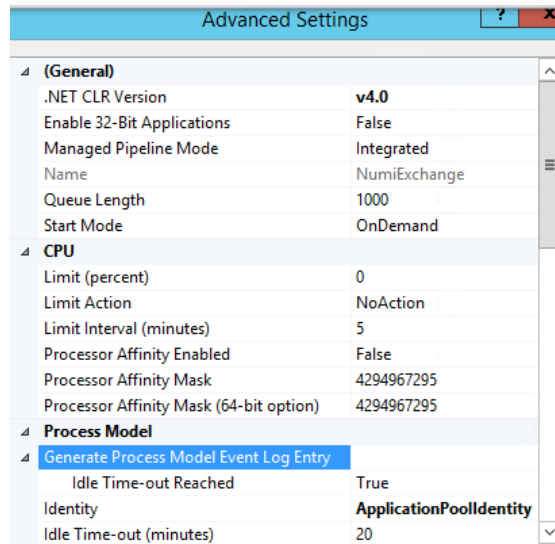 Advanced Settings ? x
(General)
.NET CLR Version v4.0
Enable 32-Bit Applications False
Managed Pipeline Mode Integrated
Name NumiExchange
Queue Length 1000
Start Mode OnDemand
CPU
Limit (percent) 0
Limit Action NoAction
Limit Interval (minutes) 5
Processor Affinity Enabled False
Processor Affinity Mask 4294967295
Processor Affinity Mask (64-bit option) 4294967295
Process Model
Generate Process Model Event Log Entry
Idle Time-out Reached True
Identity ApplicationPoolIdentity
Idle Time-out (minutes) 20